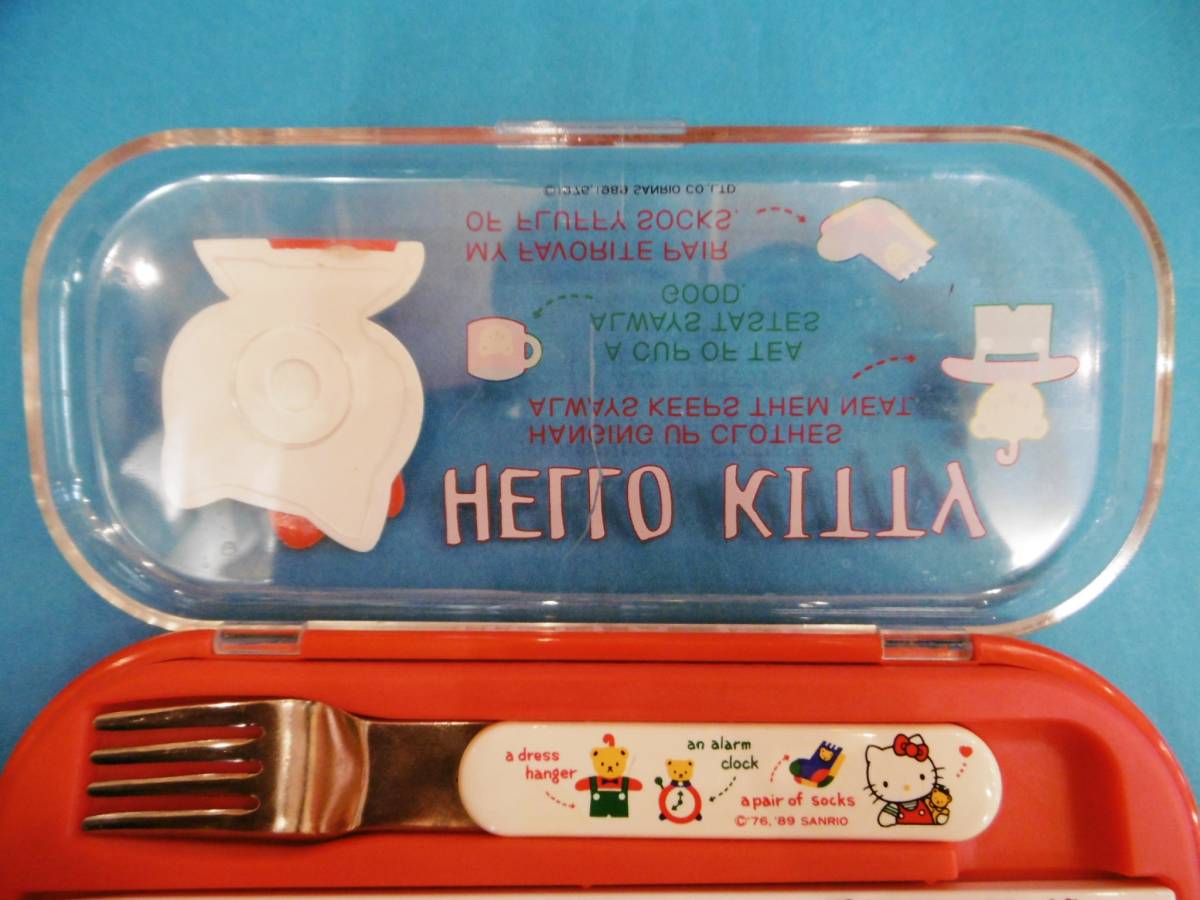 HELLO KITTY
HANGING UP CLOTHES
ALWAYS KEEPS THEM NEAT.
A CUP OF TEA
ALWAYS TASTES
GOOD.
MY FAVORITE PAIR
OF FLUFFY SOCKS.
©1976,1989 SANRIO CO.,LTD.
a dress
hanger
an alarm
clock
a pair of socks
©'76,'89 SANRIO